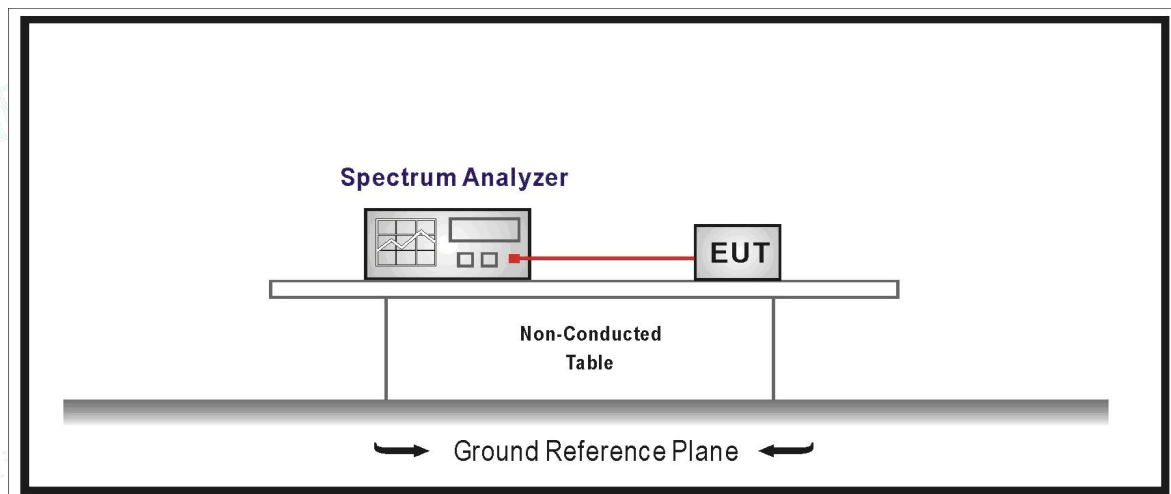 Spectrum Analyzer
EUT
Non-Conducted
Table
Ground Reference Plane